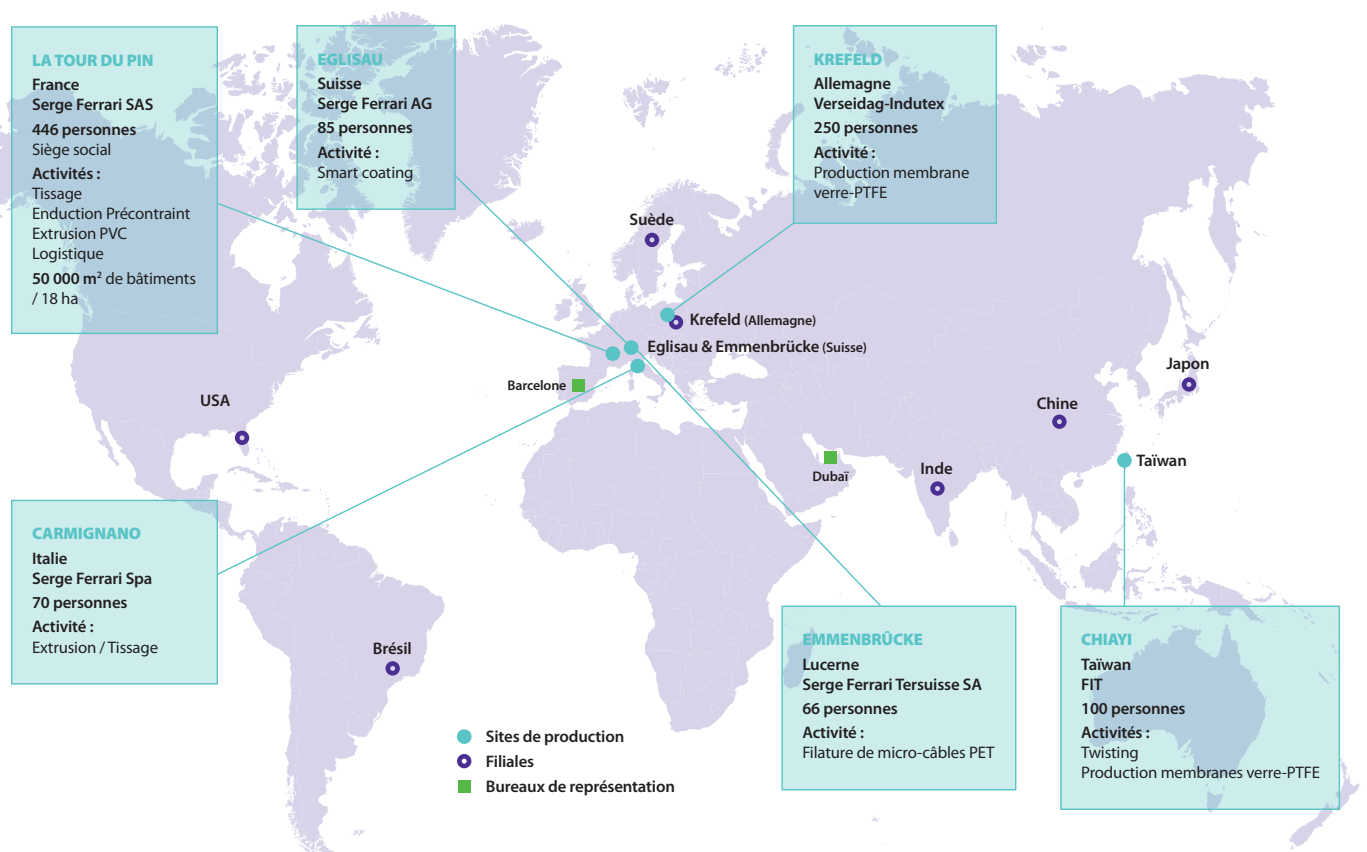 LA TOUR DU PIN
France
Serge Ferrari SAS
446 personnes
Siège social
Activités :
Tissage
Enduction Précontraint
Extrusion PVC
Logistique
50 000 m² de bâtiments
/ 18 ha
EGLISAU
Suisse
Serge Ferrari AG
85 personnes
Activité :
Smart coating
KREFELD
Allemagne
Verseidag-Indutex
250 personnes
Activité :
Production membrane
verre-PTFE
Suède
Krefeld (Allemagne)
Eglisau & Emmenbrücke (Suisse)
Barcelone
USA
Japon
Chine
Taïwan
Inde
Dubaï
CARMIGNANO
Italie
Serge Ferrari Spa
70 personnes
Activité :
Extrusion / Tissage
Brésil
EMMENBRÛCKE
Lucerne
Serge Ferrari Tersuisse SA
66 personnes
Activité :
Filature de micro-câbles PET
CHIAYI
Taïwan
FIT
100 personnes
Activités :
Twisting
Production membranes verre-PTFE
Sites de production
Filiales
Bureaux de représentation